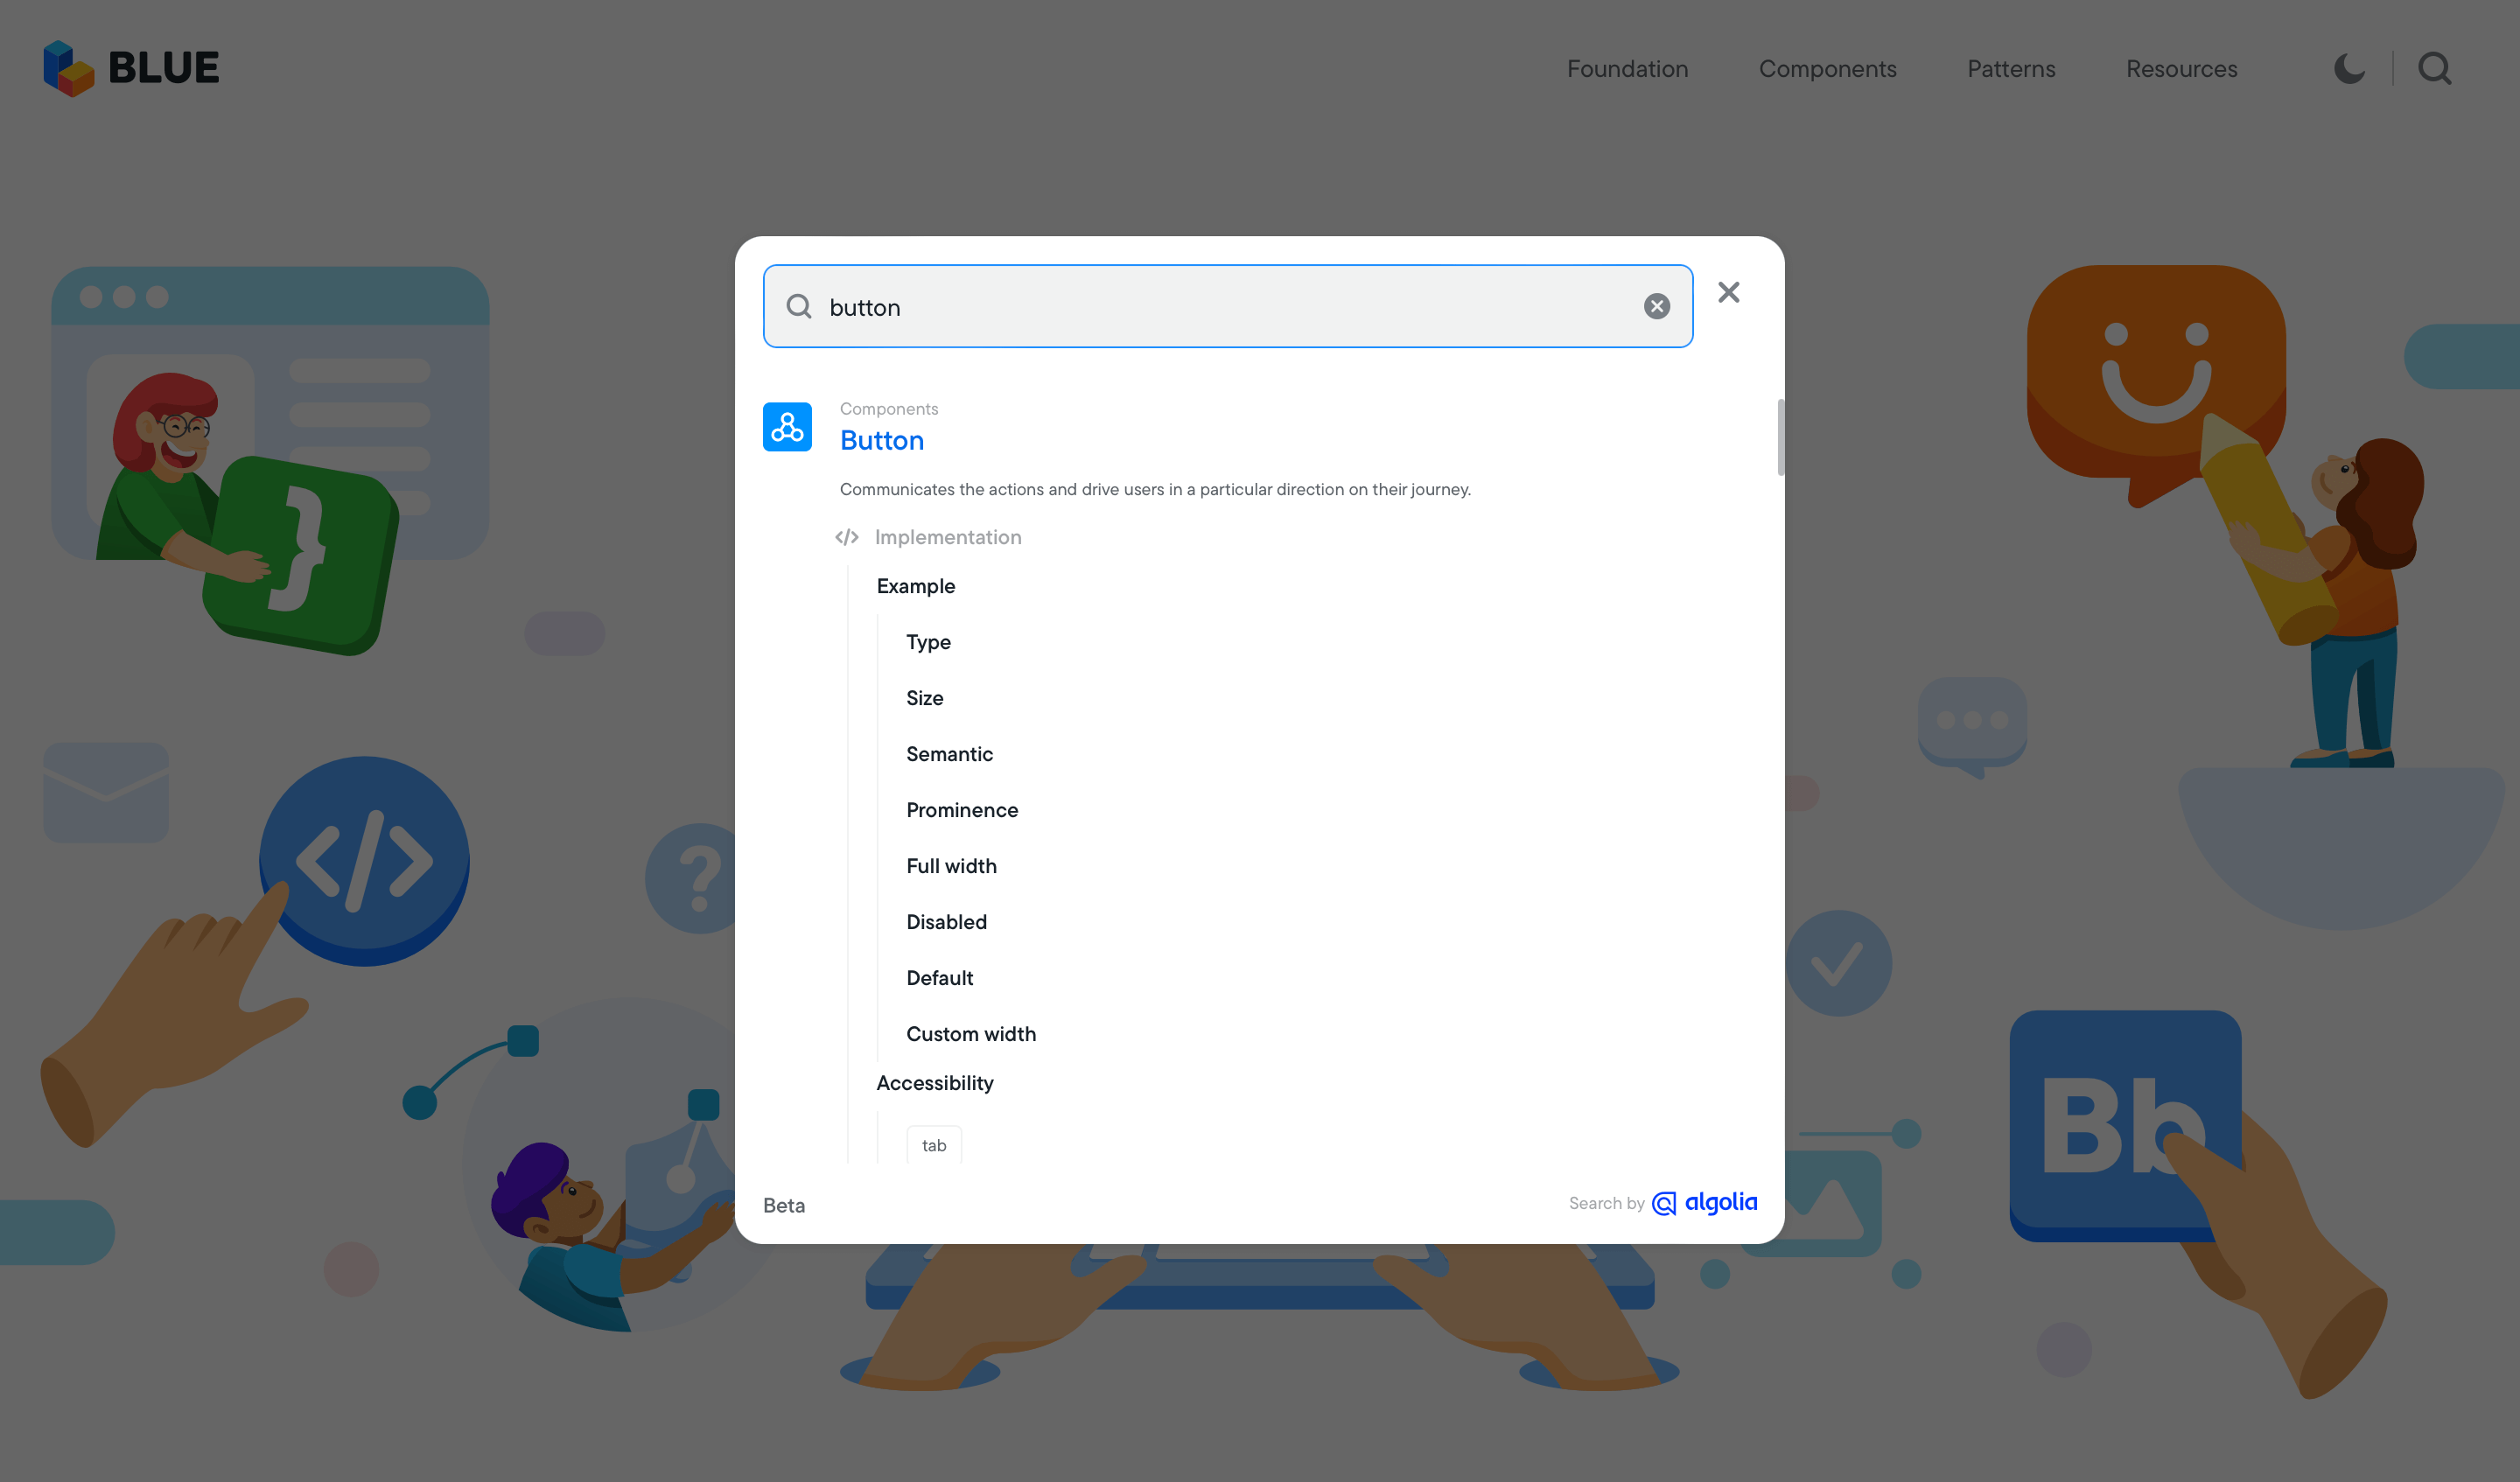 BLUE
Foundation Components Patterns Resources
button
Components
Button
Communicates the actions and drive users in a particular direction on their journey.
</> Implementation
Example
Type
Size
Semantic
Prominence
Full width
Disabled
Default
Custom width
Accessibility
tab
Beta
Search by algolia
}
</>
?
Bb